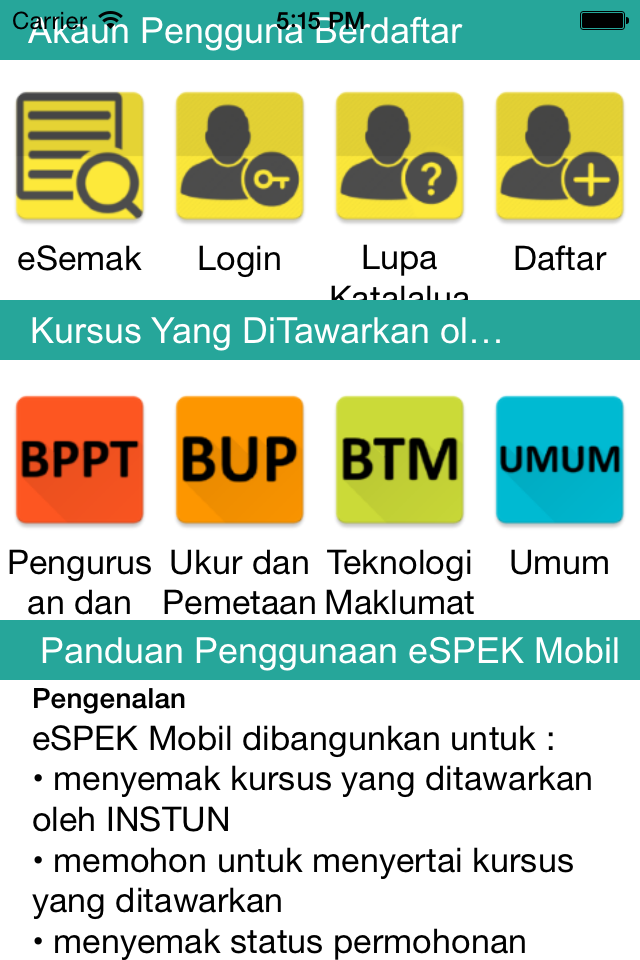 Carrier 5:15 PM
Akaun Pengguna Berdaftar
eSemak Login Lupa Daftar
Katalalua
Kursus Yang DiTawarkan ol…
BPPT BUP BTM UMUM
Pengurus Ukur dan Teknologi Umum
an dan Pemetaan Maklumat
Panduan Penggunaan eSPEK Mobil
Pengenalan
eSPEK Mobil dibangunkan untuk :
• menyemak kursus yang ditawarkan
oleh INSTUN
• memohon untuk menyertai kursus
yang ditawarkan
• menyemak status permohonan